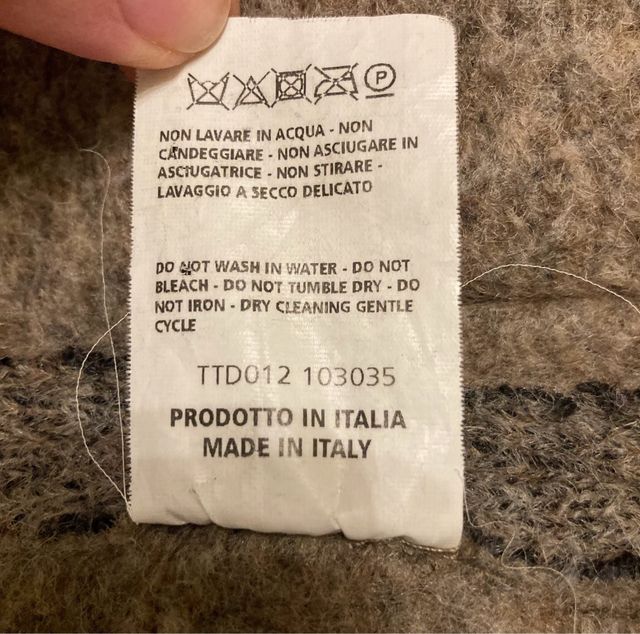 P
NON LAVARE IN ACQUA - NON
CANDEGGIARE - NON ASCIUGARE IN
ASCIUGATRICE - NON STIRARE -
LAVAGGIO A SECCO DELICATO
DO NOT WASH IN WATER - DO NOT
BLEACH - DO NOT TUMBLE DRY - DO
NOT IRON - DRY CLEANING GENTLE
CYCLE
TTD012 103035
PRODOTTO IN ITALIA
MADE IN ITALY